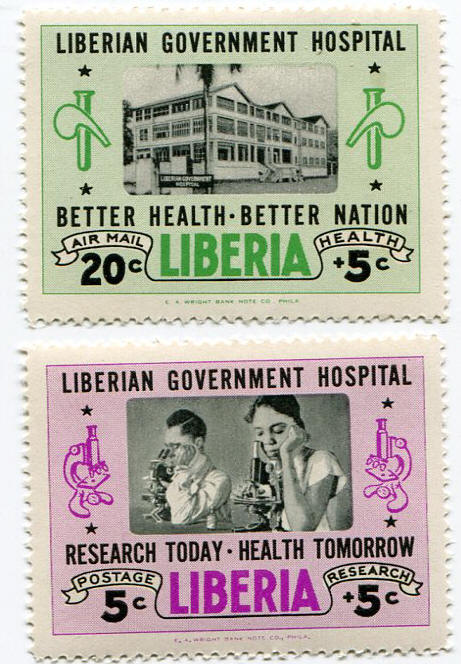 LIBERIAN GOVERNMENT HOSPITAL
LIBERIAN GOVERNMENT
HOSPITAL
BETTER HEALTH · BETTER NATION
AIR MAIL HEALTH
20c LIBERIA +5c
E. A. WRIGHT BANK NOTE CO., PHILA.
LIBERIAN GOVERNMENT HOSPITAL
RESEARCH TODAY · HEALTH TOMORROW
POSTAGE RESEARCH
5c LIBERIA +5c
E. A. WRIGHT BANK NOTE CO., PHILA.